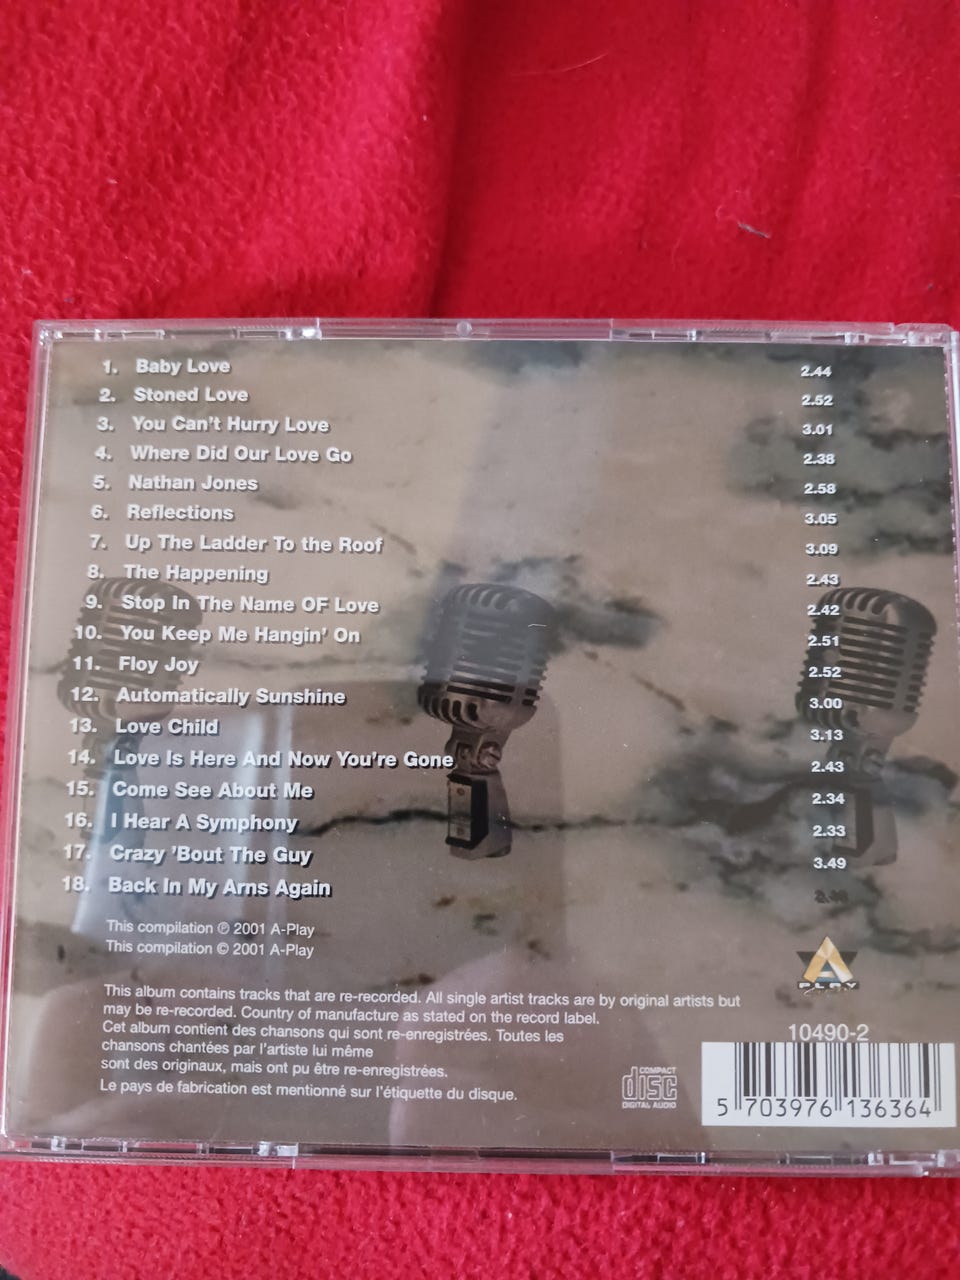 1. Baby Love 2.44
2. Stoned Love 2.52
3. You Can't Hurry Love 3.01
4. Where Did Our Love Go 2.38
5. Nathan Jones 2.58
6. Reflections 3.05
7. Up The Ladder To the Roof 3.09
8. The Happening 2.43
9. Stop In The Name OF Love 2.42
10. You Keep Me Hangin' On 2.51
11. Floy Joy 2.52
12. Automatically Sunshine 3.00
13. Love Child 3.13
14. Love Is Here And Now You're Gone 2.43
15. Come See About Me 2.34
16. I Hear A Symphony 2.33
17. Crazy 'Bout The Guy 3.49
18. Back In My Arns Again
This compilation ℗ 2001 A-Play
This compilation © 2001 A-Play
A
PLAY
This album contains tracks that are re-recorded. All single artist tracks are by original artists but
may be re-recorded. Country of manufacture as stated on the record label.
Cet album contient des chansons qui sont re-enregistrées. Toutes les
chansons chantées par l'artiste lui même
sont des originaux, mais ont pu être re-enregistrées.
Le pays de fabrication est mentionné sur l'étiquette du disque.
COMPACT
disc
DIGITAL AUDIO
10490-2
5 703976 136364